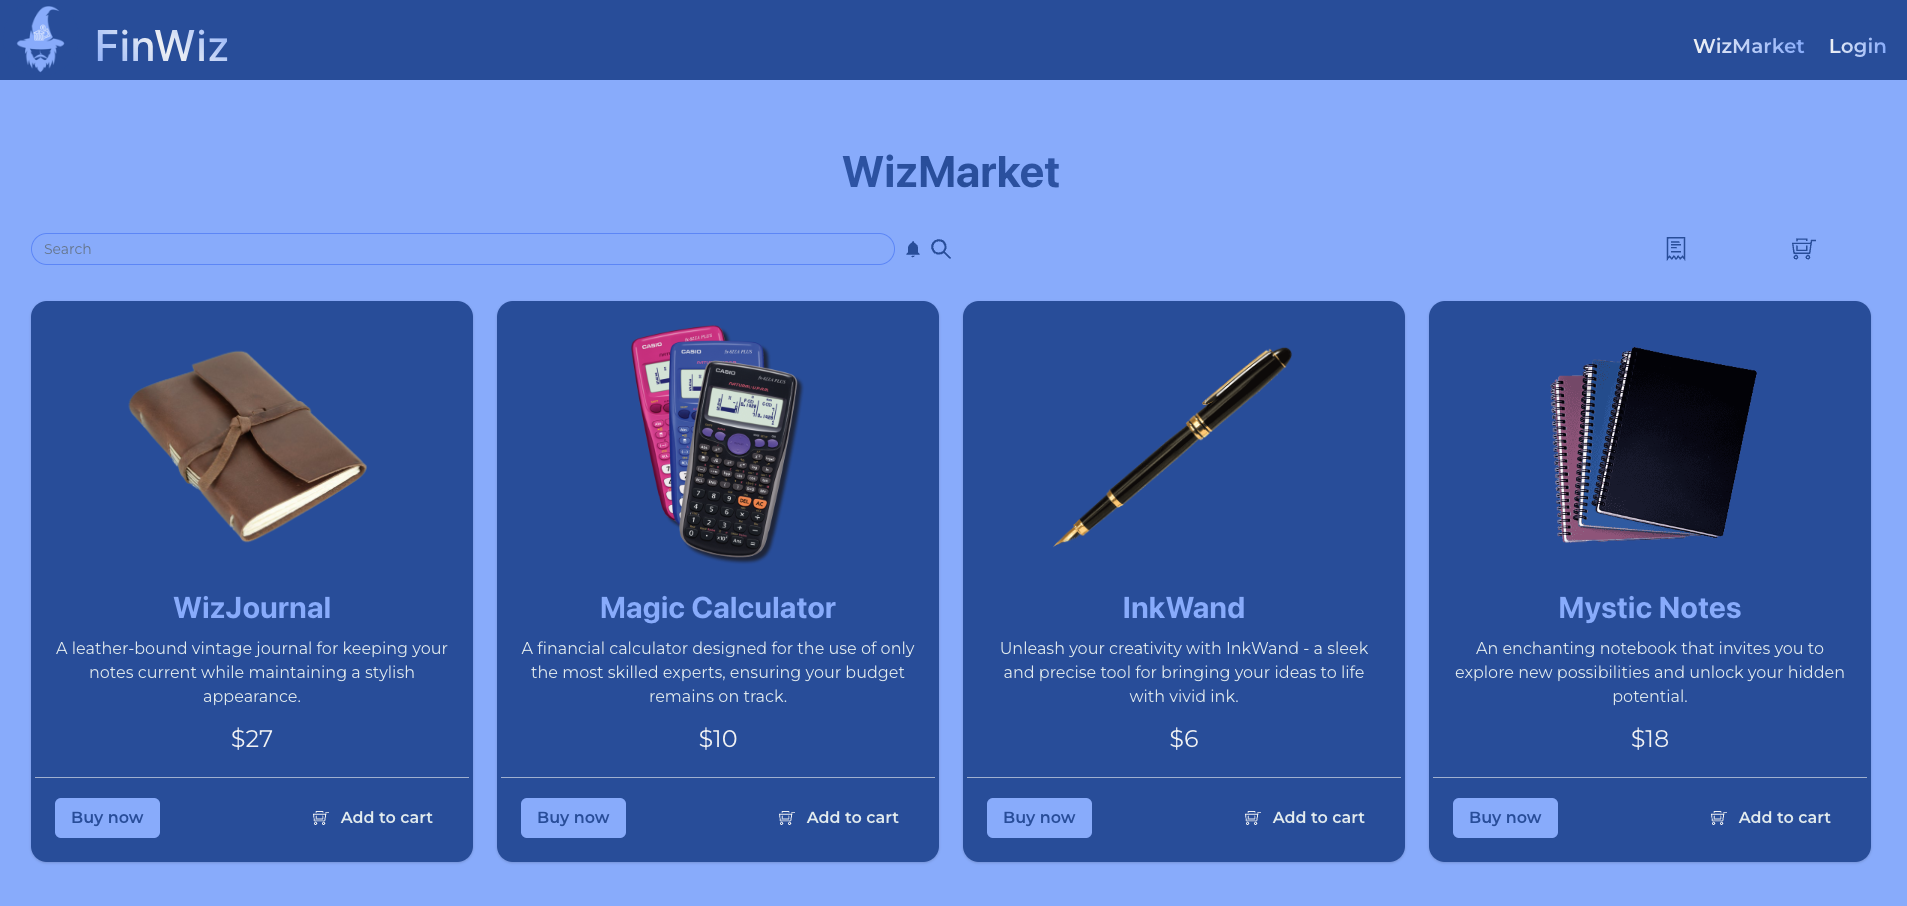 FinWiz
WizMarket Login
WizMarket
Search
CASIO
CASIO
CASIO
WizJournal
A leather-bound vintage journal for keeping your
notes current while maintaining a stylish
appearance.
$27
Buy now
Add to cart
Magic Calculator
A financial calculator designed for the use of only
the most skilled experts, ensuring your budget
remains on track.
$10
Buy now
Add to cart
InkWand
Unleash your creativity with InkWand - a sleek
and precise tool for bringing your ideas to life
with vivid ink.
$6
Buy now
Add to cart
Mystic Notes
An enchanting notebook that invites you to
explore new possibilities and unlock your hidden
potential.
$18
Buy now
Add to cart